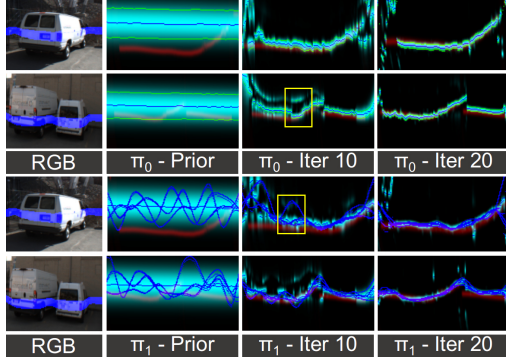 RGB π₀ - Prior π₀ - Iter 10 π₀ - Iter 20
RGB π₁ - Prior π₁ - Iter 10 π₁ - Iter 20